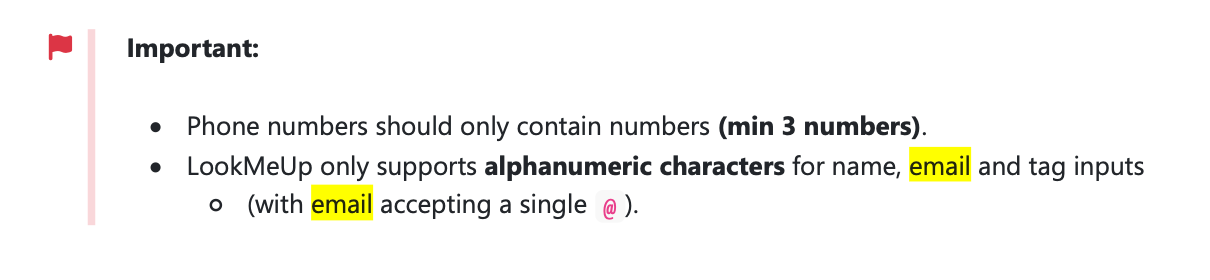 Important:
• Phone numbers should only contain numbers (min 3 numbers).
• LookMeUp only supports alphanumeric characters for name, email and tag inputs
◦ (with email accepting a single @ ).